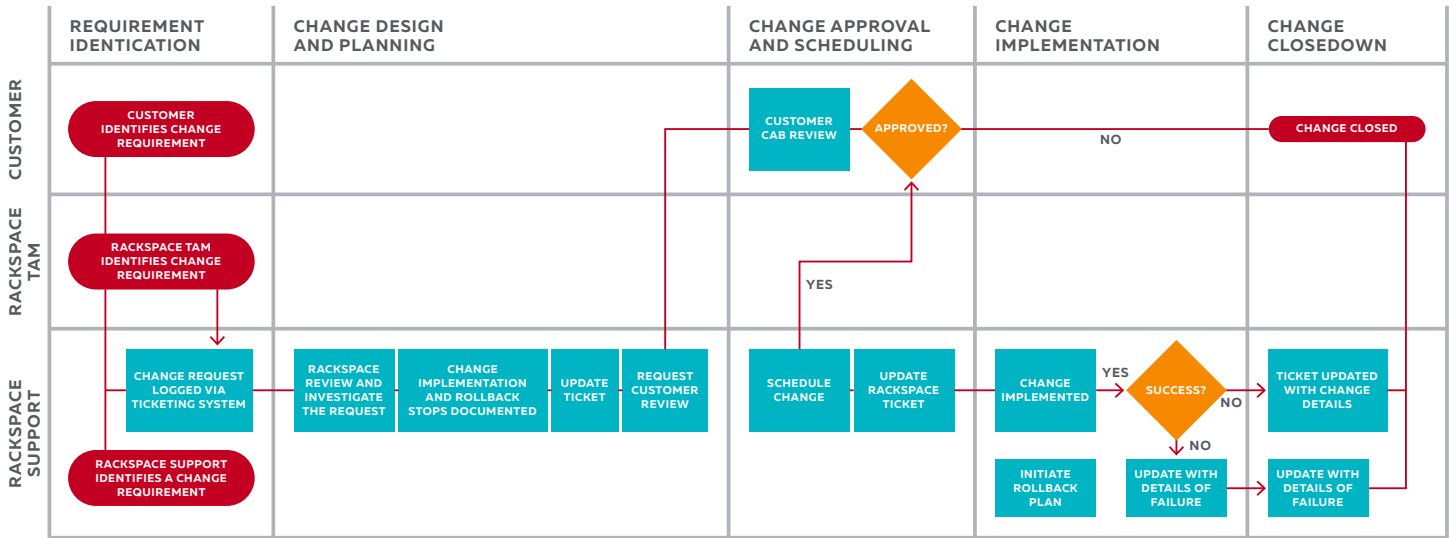 REQUIREMENT
IDENTICATION
CHANGE DESIGN
AND PLANNING
CHANGE APPROVAL
AND SCHEDULING
CHANGE
IMPLEMENTATION
CHANGE
CLOSEDOWN
CUSTOMER
CUSTOMER
IDENTIFIES CHANGE
REQUIREMENT
CUSTOMER
CAB REVIEW
APPROVED?
NO
CHANGE CLOSED
RACKSPACE
TAM
RACKSPACE TAM
IDENTIFIES CHANGE
REQUIREMENT
YES
RACKSPACE
SUPPORT
CHANGE REQUEST
LOGGED VIA
TICKETING SYSTEM
RACKSPACE
REVIEW AND
INVESTIGATE
THE REQUEST
CHANGE
IMPLEMENTATION
AND ROLLBACK
STOPS DOCUMENTED
UPDATE
TICKET
REQUEST
CUSTOMER
REVIEW
SCHEDULE
CHANGE
UPDATE
RACKSPACE
TICKET
CHANGE
IMPLEMENTED
YES
SUCCESS?
NO
TICKET UPDATED
WITH CHANGE
DETAILS
NO
RACKSPACE SUPPORT
IDENTIFIES A CHANGE
REQUIREMENT
INITIATE
ROLLBACK
PLAN
UPDATE WITH
DETAILS OF
FAILURE
UPDATE WITH
DETAILS OF
FAILURE